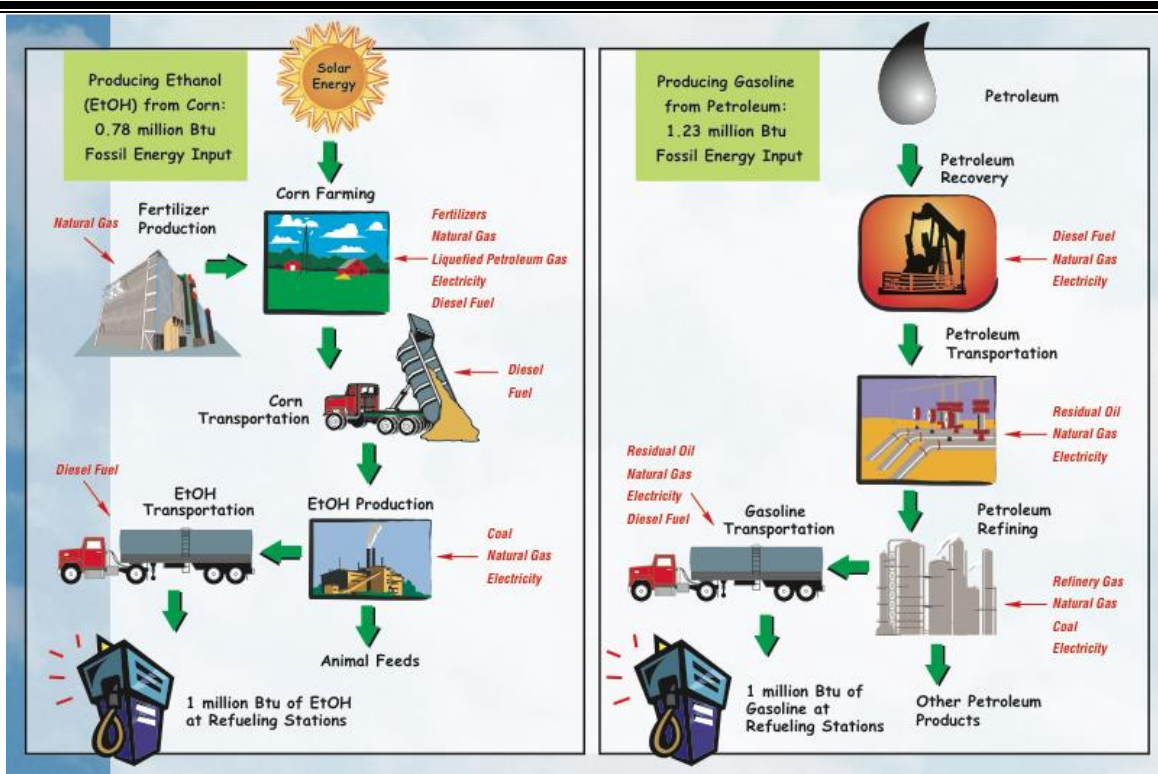 Producing Ethanol
(EtOH) from Corn:
0.78 million Btu
Fossil Energy Input
Solar
Energy
Corn Farming
Fertilizer
Production
Natural Gas
Fertilizers
Natural Gas
Liquefied Petroleum Gas
Electricity
Diesel Fuel
Corn
Transportation
Diesel
Fuel
EtOH Production
Coal
Natural Gas
Electricity
EtOH
Transportation
Diesel Fuel
Animal Feeds
1 million Btu of EtOH
at Refueling Stations
Producing Gasoline
from Petroleum:
1.23 million Btu
Fossil Energy Input
Petroleum
Petroleum
Recovery
Diesel Fuel
Natural Gas
Electricity
Petroleum
Transportation
Residual Oil
Natural Gas
Electricity
Petroleum
Refining
Refinery Gas
Natural Gas
Coal
Electricity
Gasoline
Transportation
Residual Oil
Natural Gas
Electricity
Diesel Fuel
1 million Btu of
Gasoline at
Refueling Stations
Other Petroleum
Products